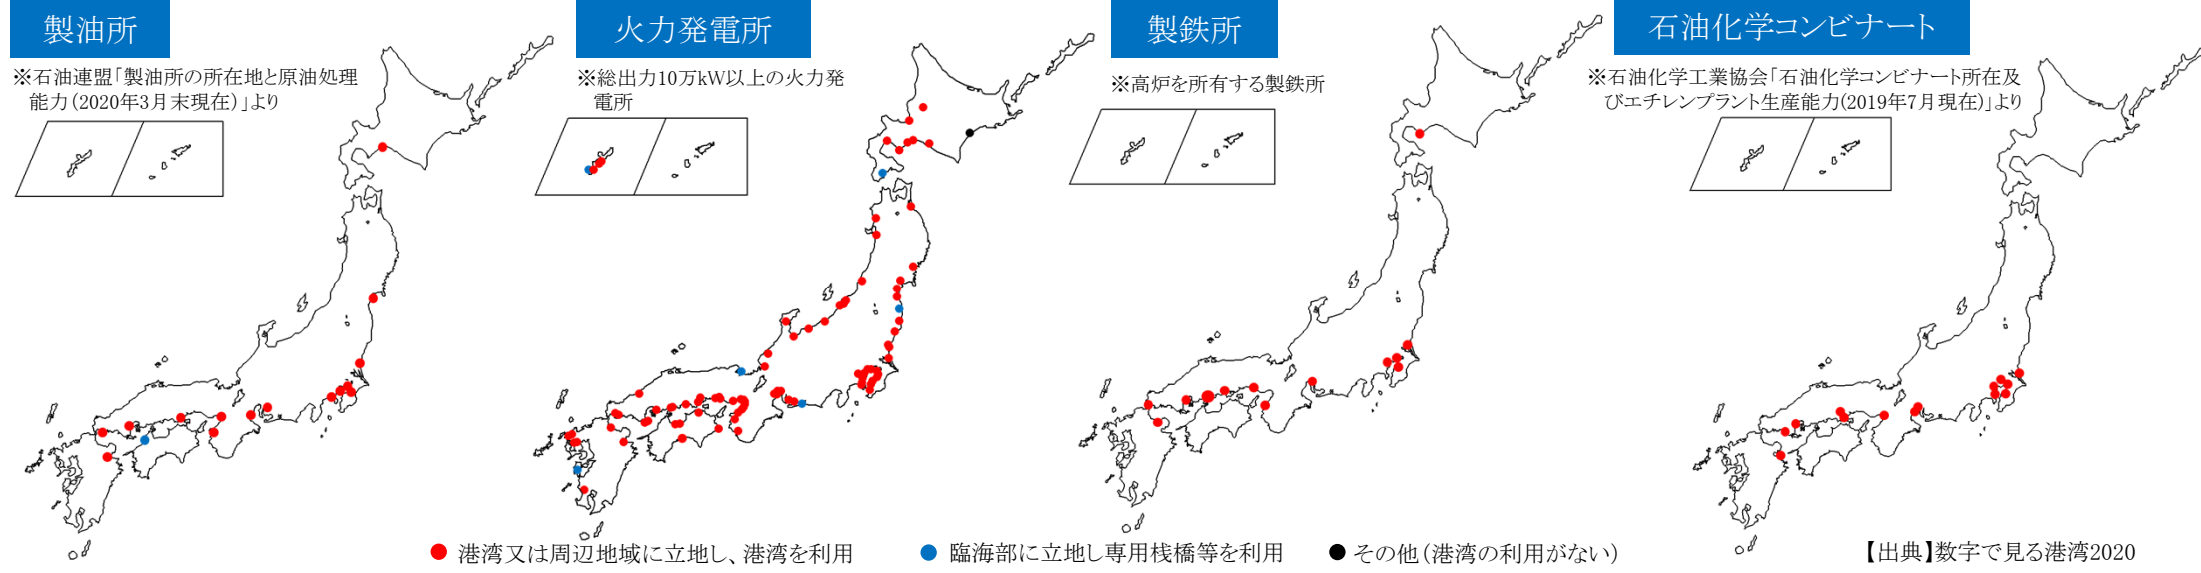 製油所
※石油連盟「製油所の所在地と原油処理
能力(2020年3月末現在)」より
火力発電所
※総出力10万kW以上の火力発
電所
製鉄所
※高炉を所有する製鉄所
石油化学コンビナート
※石油化学工業協会「石油化学コンビナート所在及
びエチレンプラント生産能力(2019年7月現在)」より
港湾又は周辺地域に立地し、港湾を利用
臨海部に立地し専用桟橋等を利用
その他(港湾の利用がない)
【出典】数字で見る港湾2020